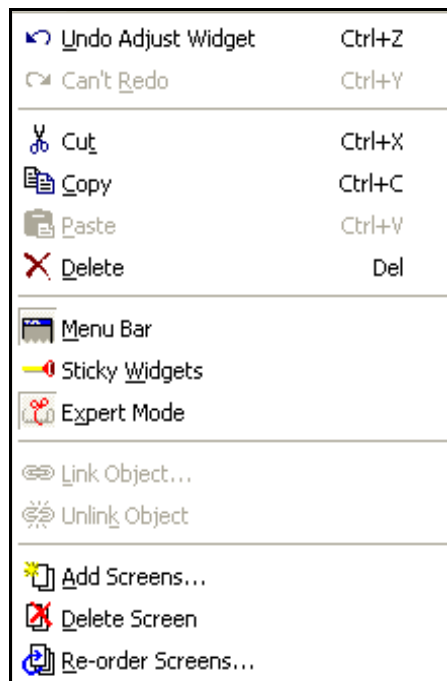 Undo Adjust Widget Ctrl+Z
Can't Redo Ctrl+Y
Cut Ctrl+X
Copy Ctrl+C
Paste Ctrl+V
Delete Del
Menu Bar
Sticky Widgets
Expert Mode
Link Object...
Unlink Object
Add Screens...
Delete Screen
Re-order Screens...